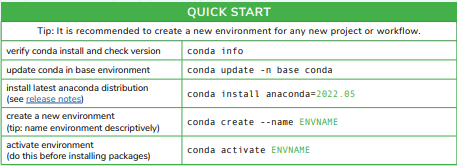 QUICK START
Tip: It is recommended to create a new environment for any new project or workflow.
verify conda install and check version conda info
update conda in base environment conda update -n base conda
install latest anaconda distribution
(see release notes) conda install anaconda=2022.05
create a new environment
(tip: name environment descriptively) conda create --name ENVNAME
activate environment
(do this before installing packages) conda activate ENVNAME